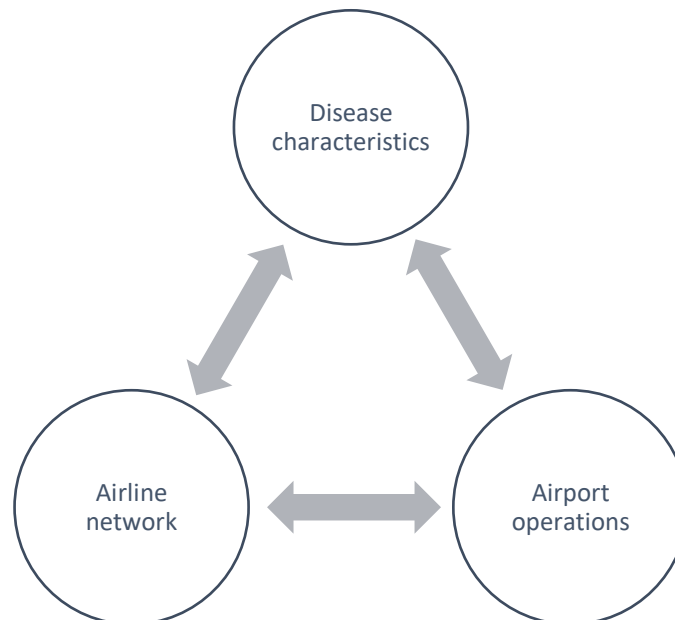 Disease
characteristics
Airline
network
Airport
operations